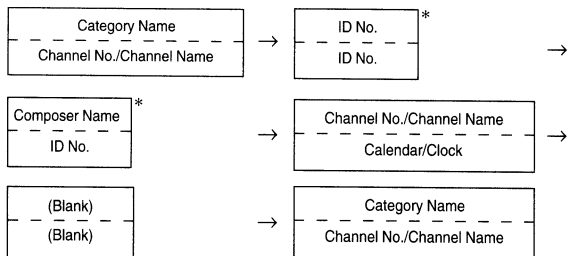 Category Name
Channel No./Channel Name
→
ID No.
*
ID No.
→
Composer Name
*
ID No.
→
Channel No./Channel Name
Calendar/Clock
→
(Blank)
(Blank)
→
Category Name
Channel No./Channel Name